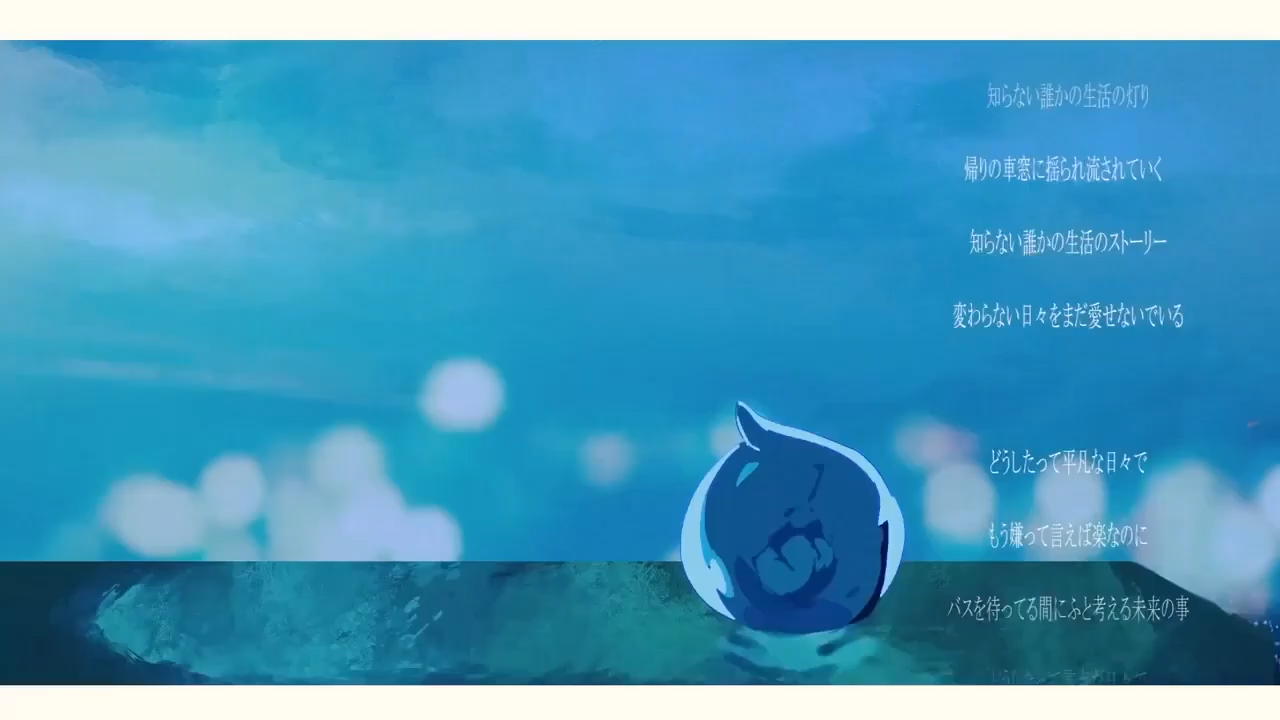 知らない誰かの生活の灯り
帰りの車窓に揺られ流されていく
知らない誰かの生活のストーリー
変わらない日々をまだ愛せないでいる
どうしたって平凡な日々で
もう嫌って言えば楽なのに
バスを待ってる間にふと考える未来の事